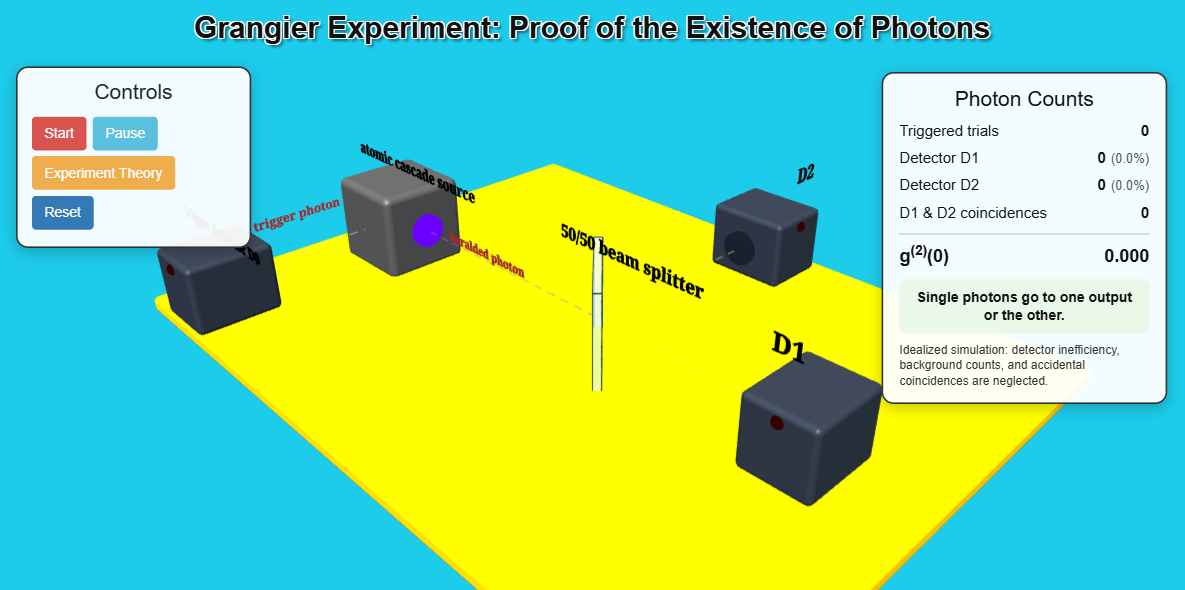 Grangier Experiment: Proof of the Existence of Photons
Controls
Start
Pause
Experiment Theory
Reset
trigger photon
D0
atomic cascade source
heralded photon
50/50 beam splitter
D2
D1
Photon Counts
Triggered trials 0
Detector D1 0 (0.0%)
Detector D2 0 (0.0%)
D1 & D2 coincidences 0
g(2)(0) 0.000
Single photons go to one output
or the other.
Idealized simulation: detector inefficiency,
background counts, and accidental
coincidences are neglected.